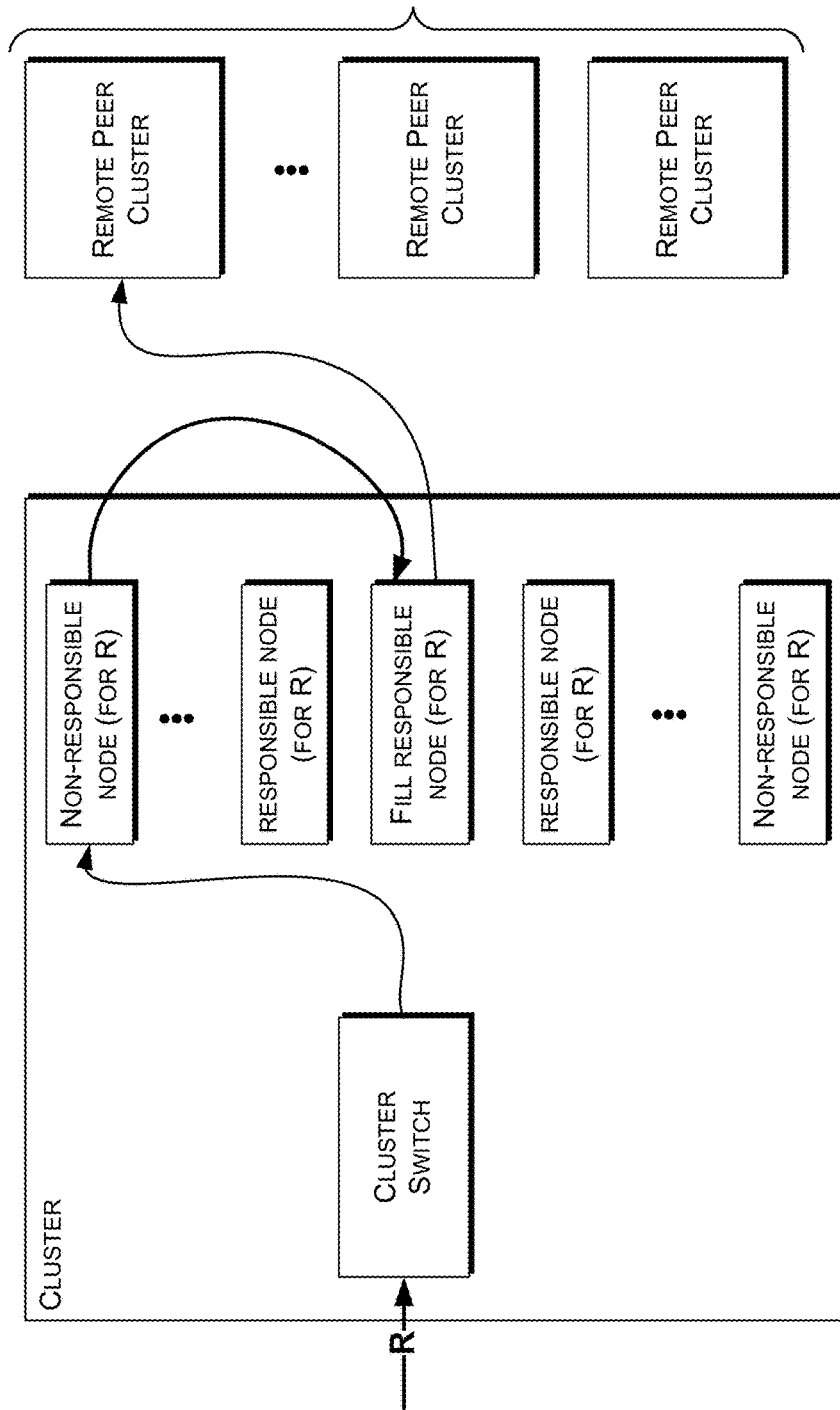 CLUSTER
R
CLUSTER
SWITCH
NON-RESPONSIBLE
NODE (FOR R)
RESPONSIBLE NODE
(FOR R)
FILL RESPONSIBLE
NODE (FOR R)
RESPONSIBLE NODE
(FOR R)
NON-RESPONSIBLE
NODE (FOR R)
REMOTE PEER
CLUSTER
REMOTE PEER
CLUSTER
REMOTE PEER
CLUSTER